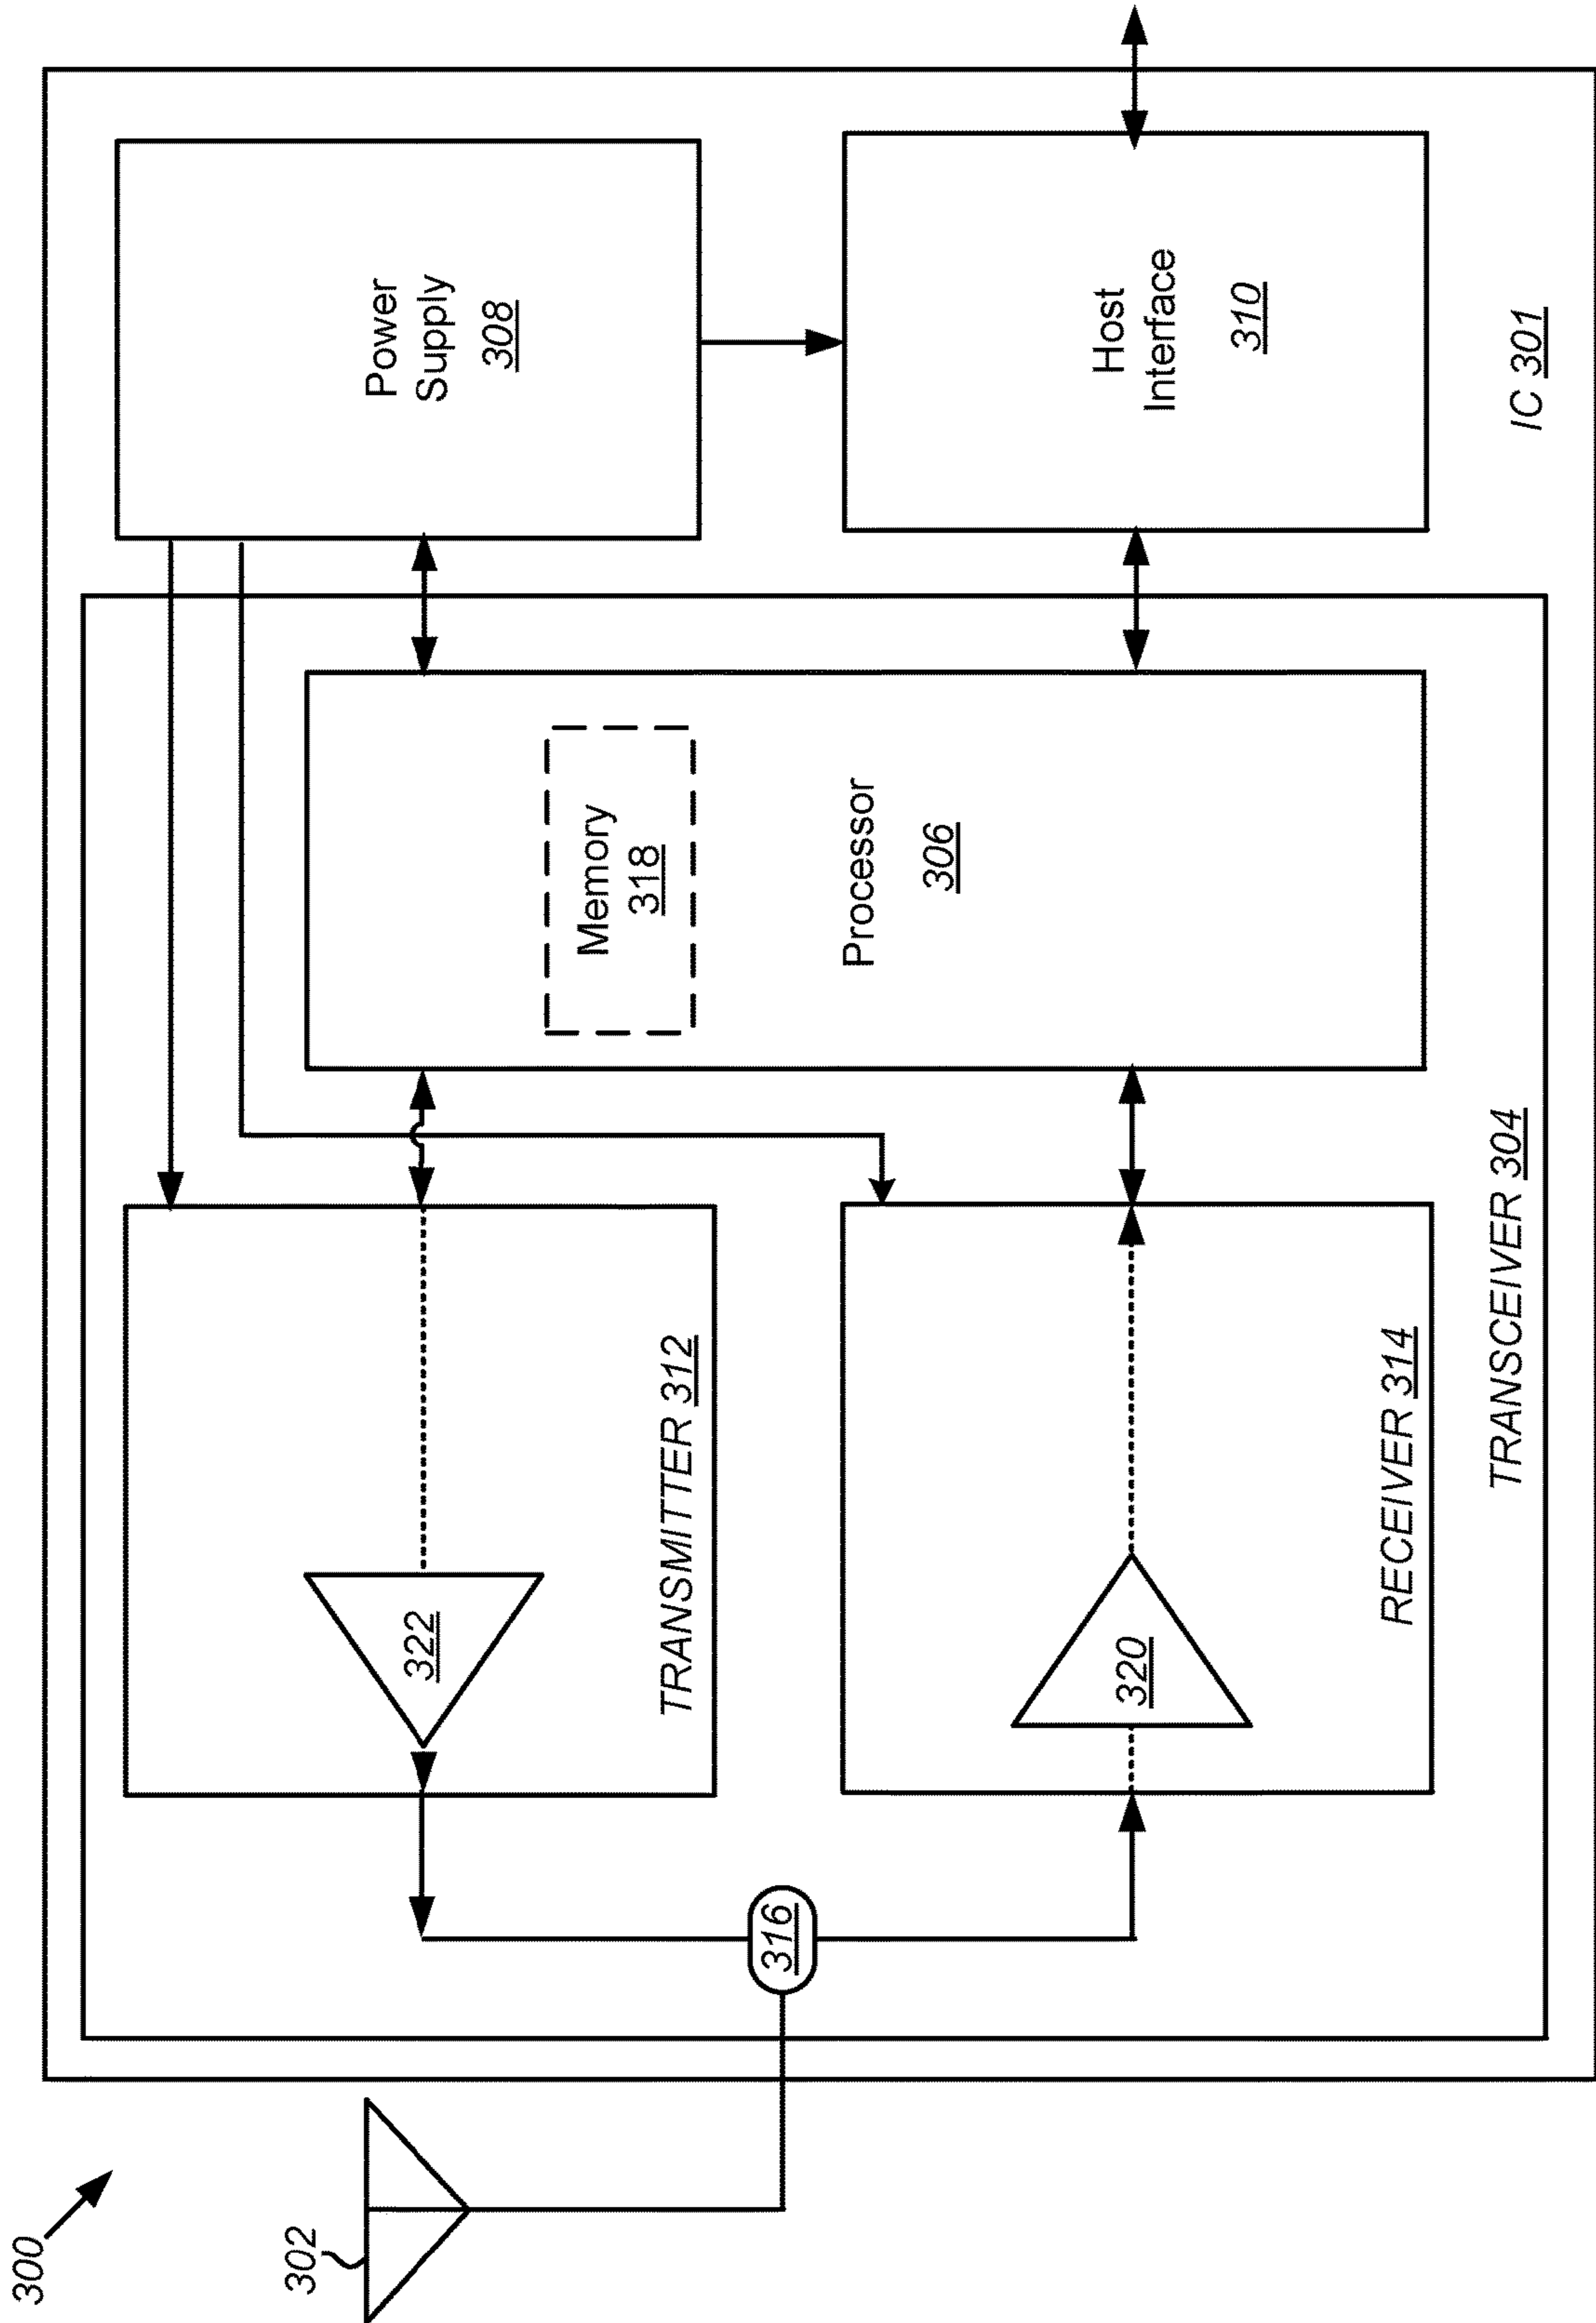 300
302
316
322
TRANSMITTER 312
320
RECEIVER 314
TRANSCEIVER 304
Memory
318
Processor
306
Power
Supply
308
Host
Interface
310
IC 301